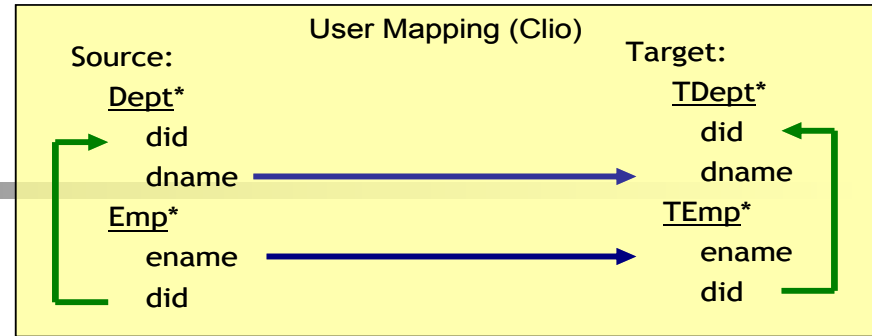 User Mapping (Clio)
Source:
Dept*
did
dname
Emp*
ename
did
Target:
TDept*
did
dname
TEmp*
ename
did